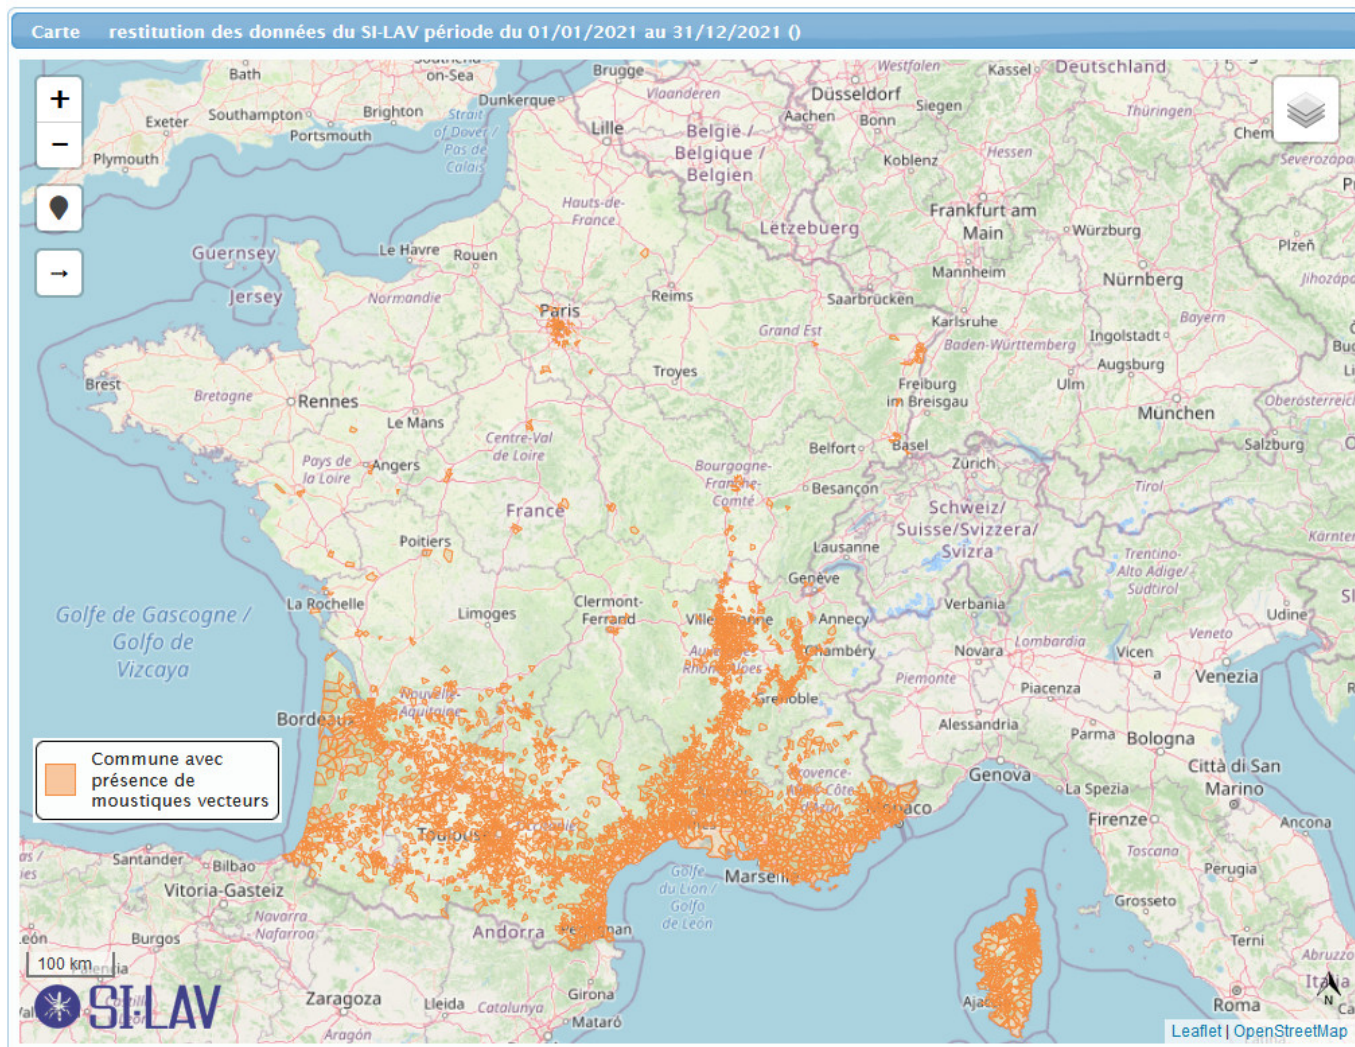 Carte restitution des données du SI-LAV période du 01/01/2021 au 31/12/2021 ()
+
−
→
Bath
on-Sea
Southampton
Brighton
Exeter
Portsmouth
Plymouth
Strait
of Dover /
Pas de
Calais
Dunkerque
Brugge
Vlaanderen
Lille
België /
Belgique /
Belgien
Westfalen
Kassel
Deutschland
Düsseldorf
Aachen
Bonn
Siegen
Thüringen
Hessen
Koblenz
Severozápa
Frankfurt am
Main
Würzburg
Plzeň
Hauts-de-
France
Lëtzebuerg
Guernsey
Jersey
Le Havre
Rouen
Normandie
Reims
Paris
Mannheim
Nürnberg
Saarbrücken
Grand Est
Karlsruhe
Baden-Württemberg
Ingolstadt
Bayern
Augsburg
Troyes
Freiburg
im Breisgau
Ulm
München
Oberösterreich
Brest
Bretagne
Rennes
Le Mans
Centre-Val
de Loire
Belfort
Basel
Salzburg
Pays de
la Loire
Angers
Bourgogne-
Franche-
Comté
Besançon
Zürich
Tirol
France
Schweiz/
Suisse/Svizzera/
Svizra
Poitiers
Lausanne
Trentino-
Alto Adige/
Südtirol
Genève
Golfe de Gascogne /
Golfo de
Vizcaya
La Rochelle
Limoges
Clermont-
Ferrand
Annecy
Verbania
Udine
Chambéry
Novara
Lombardia
Vicen
a
Veneto
Venezia
Piemonte
Piacenza
Grenoble
Nouvelle-
Aquitaine
Bordeaux
Alessandria
Parma
Bologna
Commune avec
présence de
moustiques vecteurs
Genova
La Spezia
Città di San
Marino
Monaco
Firenze
Ancona
Toscana
Toulouse
Occitanie
Marseille
Golfe
du Lion /
Golfo
de León
Perugia
Grosseto
Santander
Bilbao
Vitoria-Gasteiz
Navarra
Nafarroa
Burgos
Andorra
Perpignan
Terni
Abruzzo
100 km
SI-LAV
Zaragoza
Lleida
Catalunya
Girona
Mataró
Aragón
Roma
N
Leaflet | OpenStreetMap